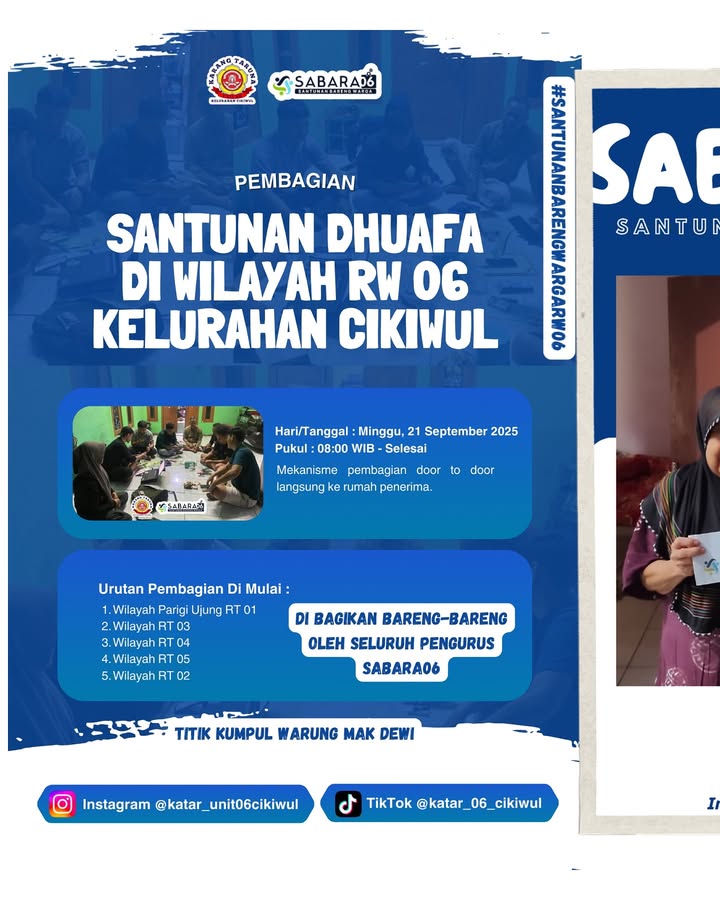 KARANG TARUNA
KELURAHAN CIKIWUL
SABARA06
SANTUNAN BARENG WARGA
#SANTUNANBARENGWARGARW06
PEMBAGIAN
SANTUNAN DHUAFA
DI WILAYAH RW 06
KELURAHAN CIKIWUL
Hari/Tanggal : Minggu, 21 September 2025
Pukul : 08:00 WIB - Selesai
Mekanisme pembagian door to door
langsung ke rumah penerima.
SABARA06
Urutan Pembagian Di Mulai :
1. Wilayah Parigi Ujung RT 01
2. Wilayah RT 03
3. Wilayah RT 04
4. Wilayah RT 05
5. Wilayah RT 02
DI BAGIKAN BARENG-BARENG
OLEH SELURUH PENGURUS
SABARA06
TITIK KUMPUL WARUNG MAK DEWI
Instagram @katar_unit06cikiwul
TikTok @katar_06_cikiwul
SAB
SANTUN
In